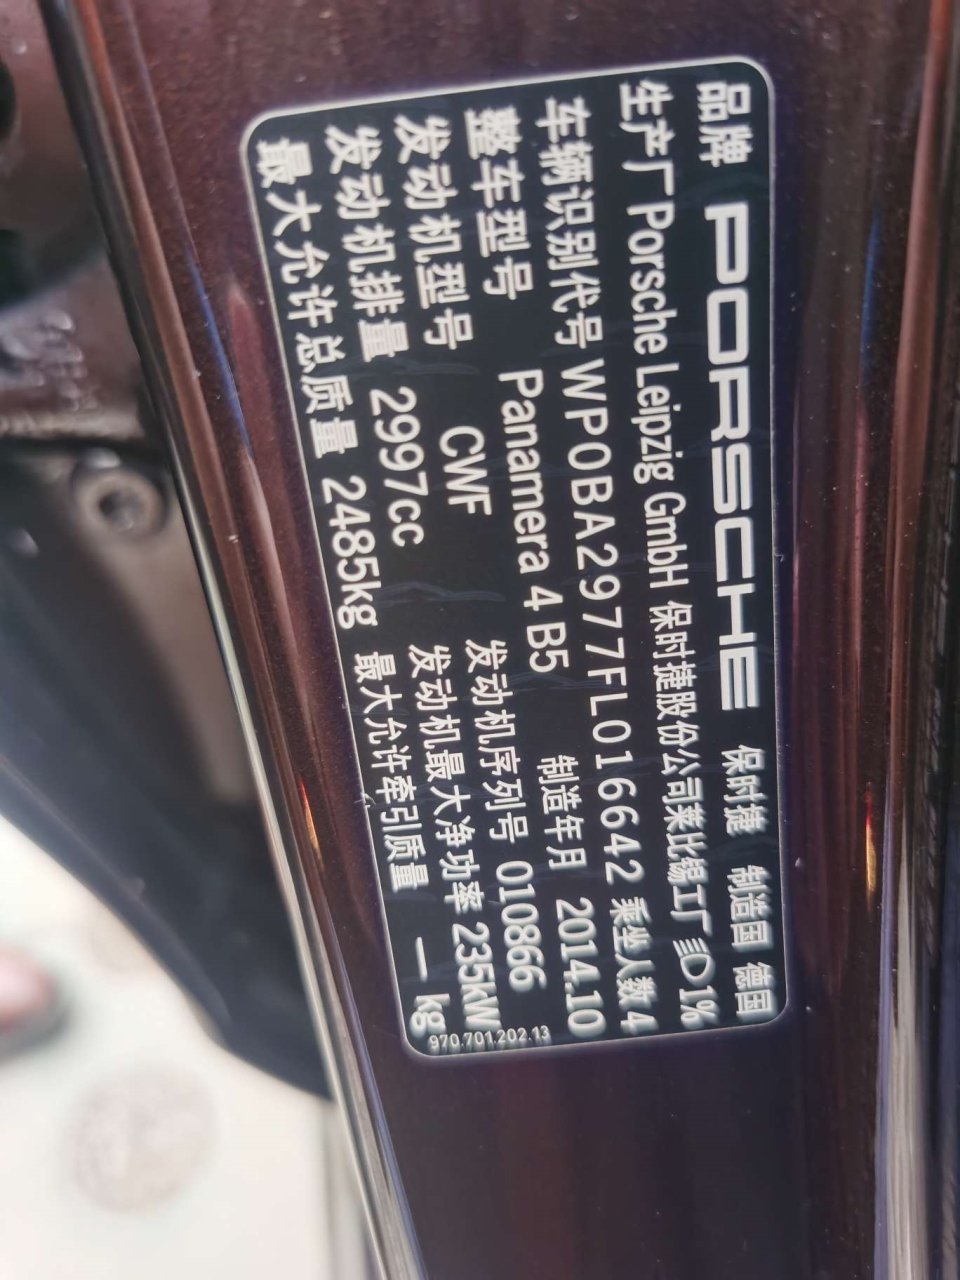 品牌 PORSCHE 保时捷 制造国 德国
生产厂 Porsche Leipzig GmbH 保时捷股份公司莱比锡工厂 1%
车辆识别代号 WP0BA2977FL016642 乘坐人数 4
整车型号 Panamera 4 B5 制造年月 2014.10
发动机型号 CWF 发动机序列号 010866
发动机排量 2997cc 发动机最大净功率 235kW
最大允许总质量 2485kg 最大允许牵引质量 — kg
970.701.202.13